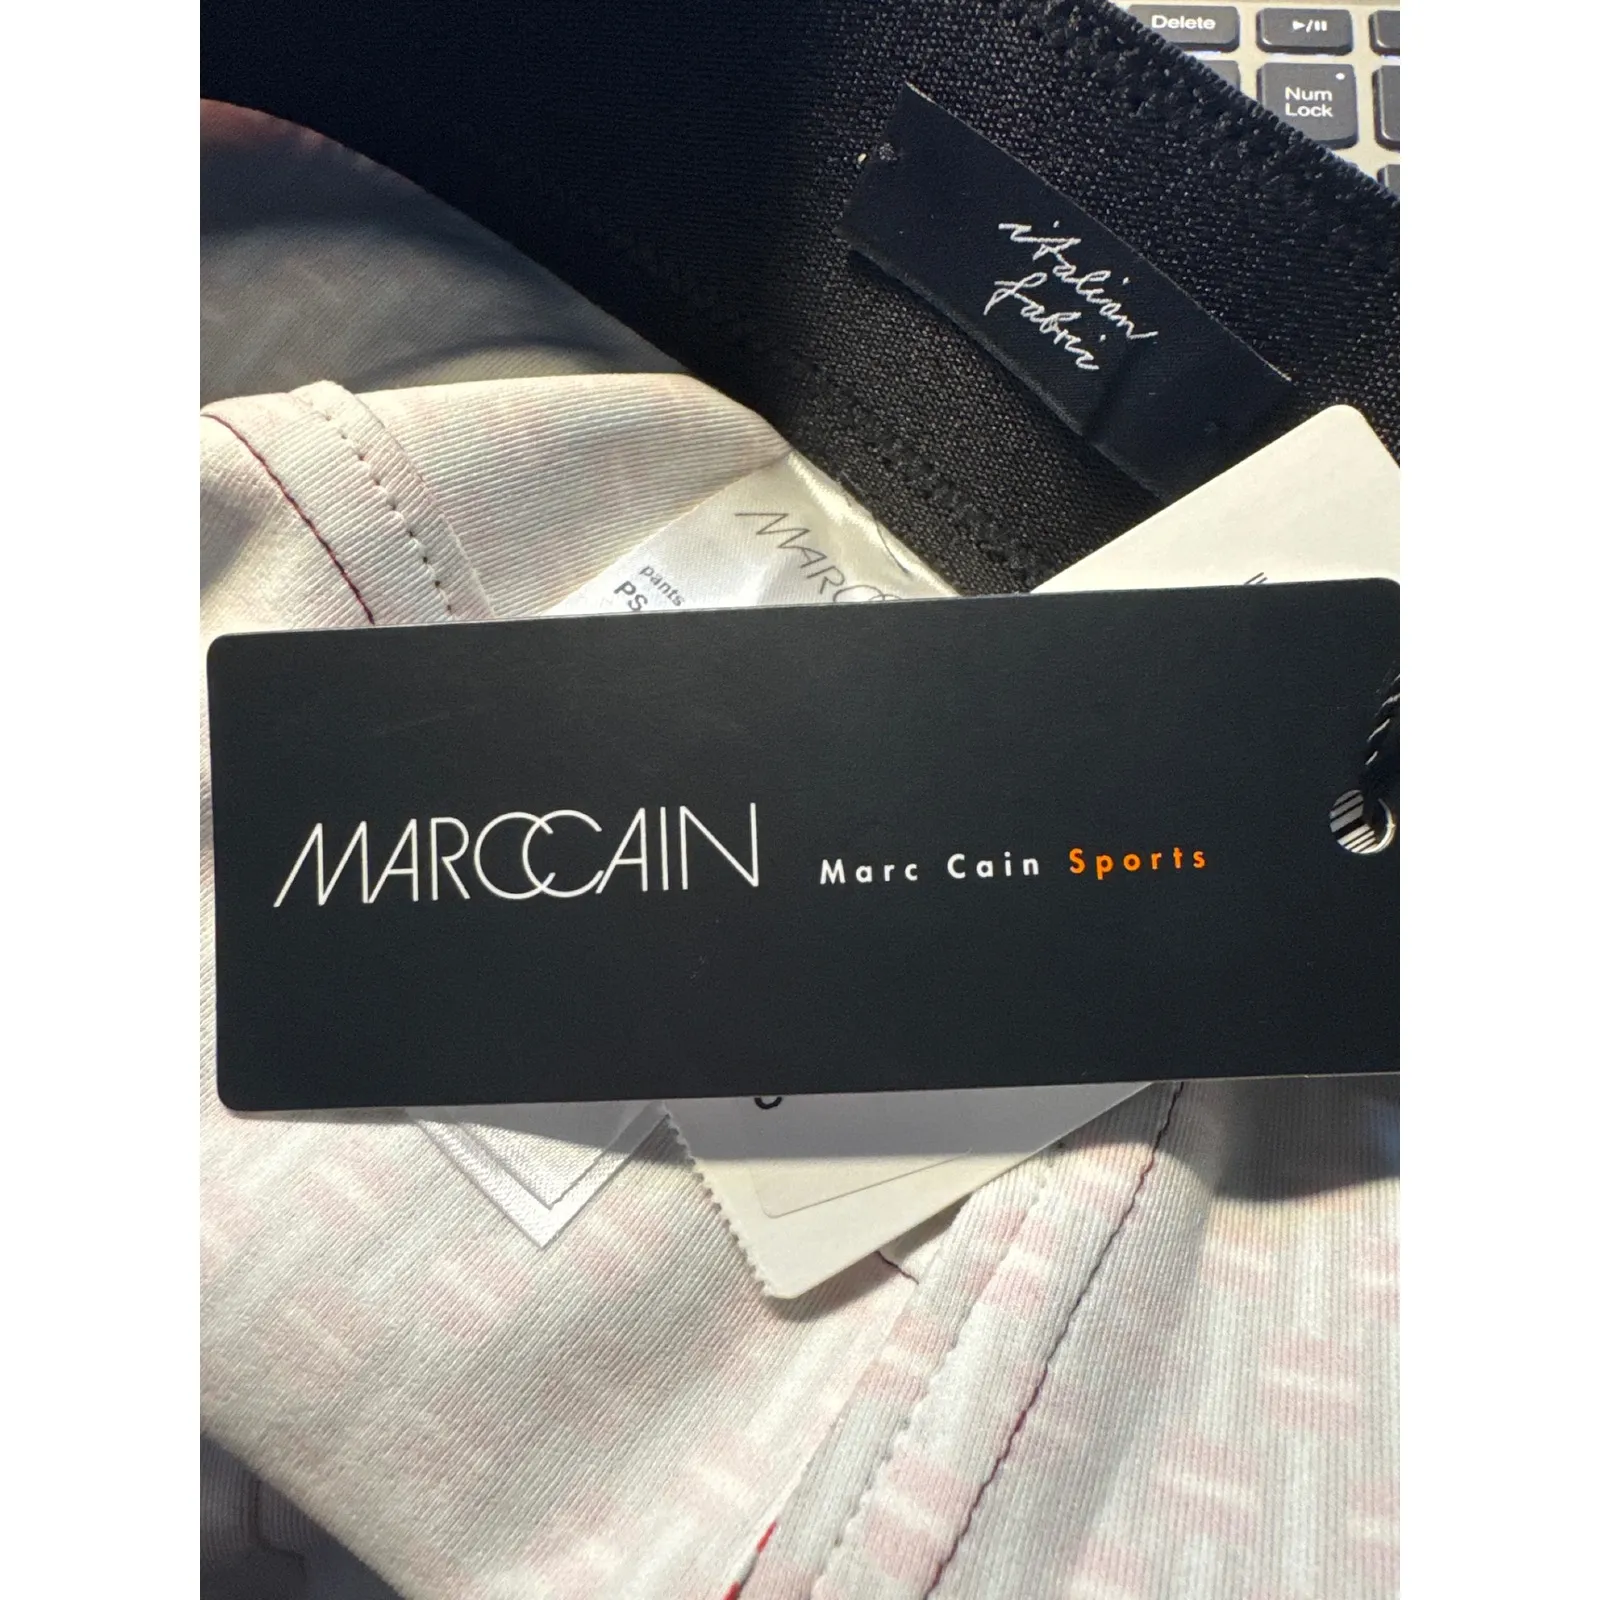 Delete
Num
Lock
italian
fabric
MARC
pants
PS
MARCCAIN Marc Cain Sports